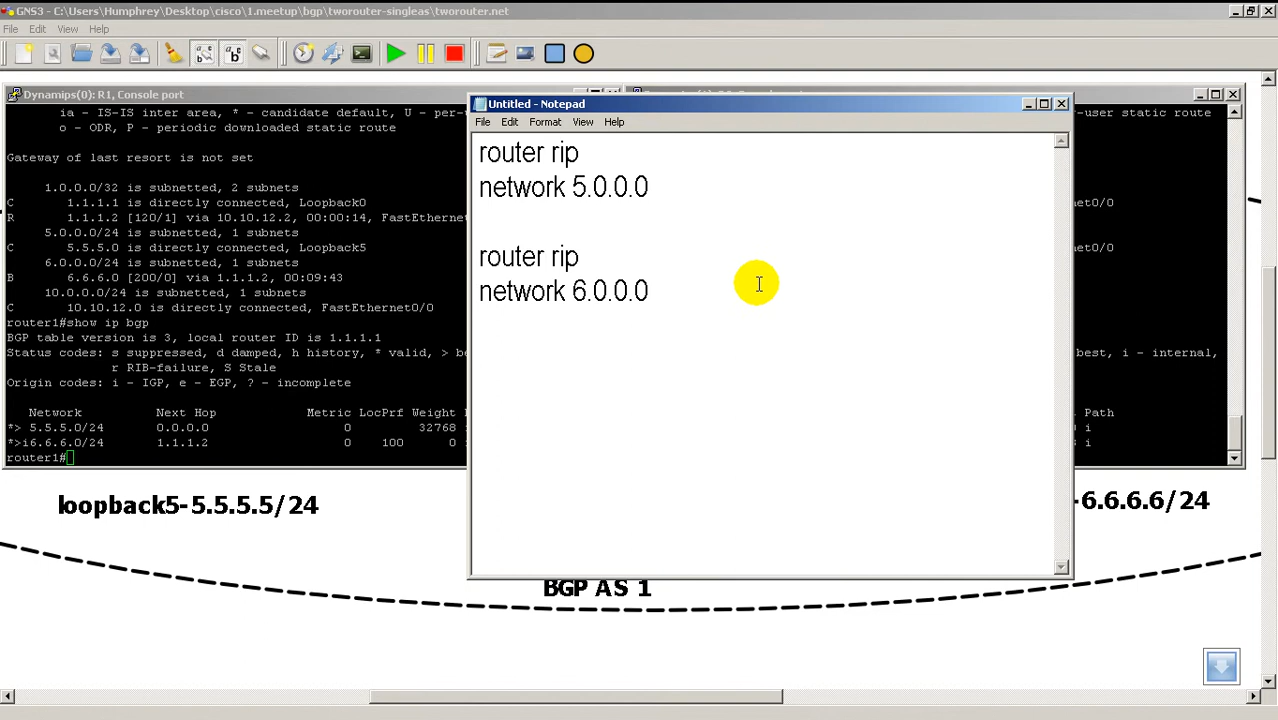 GNS3 - C:\Users\Humphrey\Desktop\cisco\1.meetup\bgp\tworouter-singleas\tworouter.net
File Edit View Help
Dynamips(0): R1, Console port
ia - IS-IS inter area, * - candidate default, U - per-u
o - ODR, P - periodic downloaded static route
Gateway of last resort is not set
1.0.0.0/32 is subnetted, 2 subnets
C 1.1.1.1 is directly connected, Loopback0
R 1.1.1.2 [120/1] via 10.10.12.2, 00:00:14, FastEthernet
5.0.0.0/24 is subnetted, 1 subnets
C 5.5.5.0 is directly connected, Loopback5
6.0.0.0/24 is subnetted, 1 subnets
B 6.6.6.0 [200/0] via 1.1.1.2, 00:09:43
10.0.0.0/24 is subnetted, 1 subnets
C 10.10.12.0 is directly connected, FastEthernet0/0
router1#show ip bgp
BGP table version is 3, local router ID is 1.1.1.1
Status codes: s suppressed, d damped, h history, * valid, > be
r RIB-failure, S Stale
Origin codes: i - IGP, e - EGP, ? - incomplete
Network Next Hop Metric LocPrf Weight
*> 5.5.5.0/24 0.0.0.0 0 32768
*>i6.6.6.0/24 1.1.1.2 0 100 0
router1#
Untitled - Notepad
File Edit Format View Help
router rip
network 5.0.0.0
router rip
network 6.0.0.0
-user static route
et0/0
et0/0
best, i - internal,
Path
i
i
loopback5-5.5.5.5/24
-6.6.6.6/24
BGP AS 1